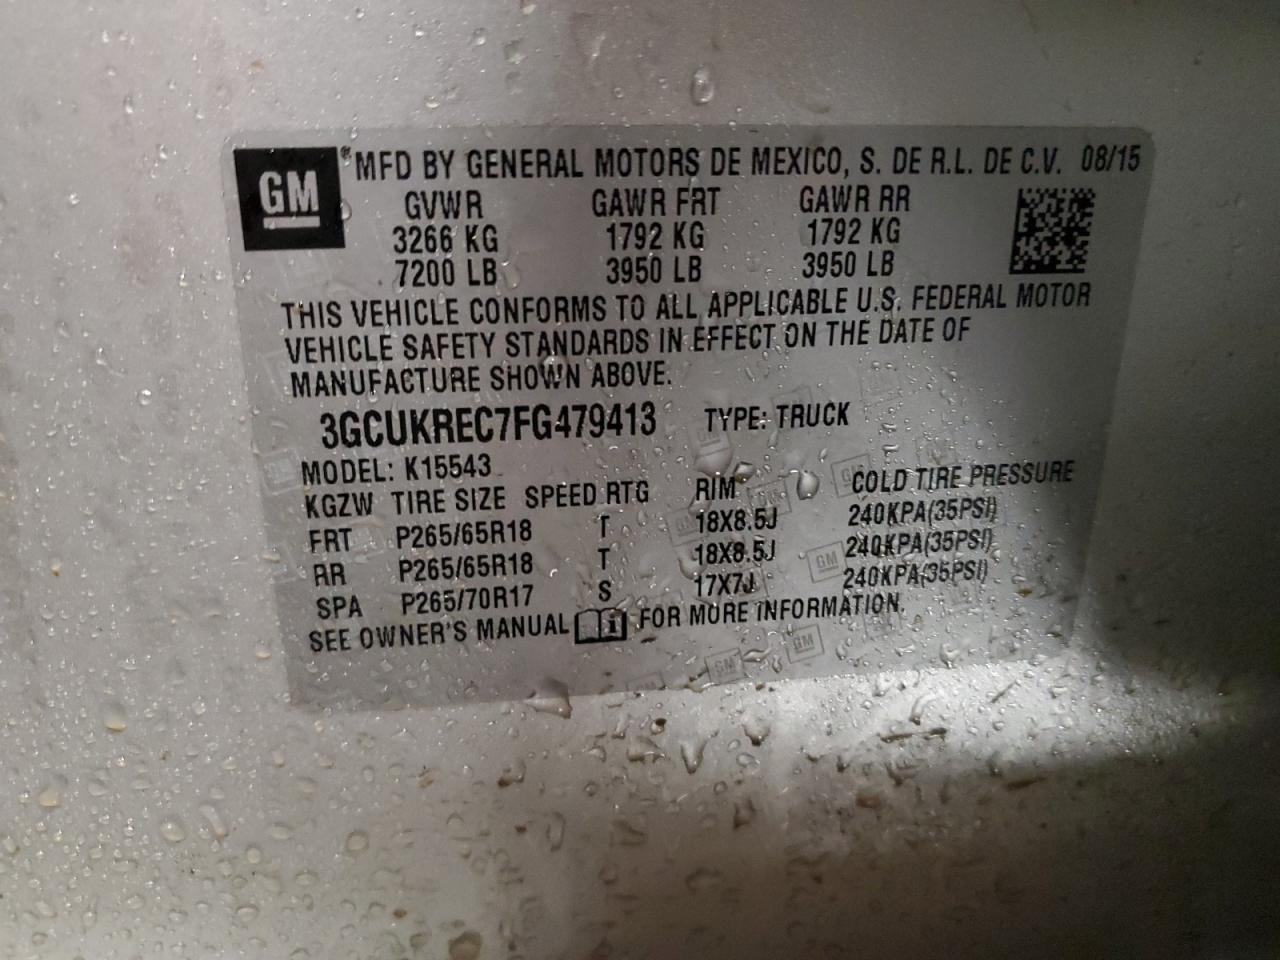 GM ® MFD BY GENERAL MOTORS DE MEXICO, S. DE R.L. DE C.V. 08/15
GVWR GAWR FRT GAWR RR
3266 KG 1792 KG 1792 KG
7200 LB 3950 LB 3950 LB
THIS VEHICLE CONFORMS TO ALL APPLICABLE U.S. FEDERAL MOTOR
VEHICLE SAFETY STANDARDS IN EFFECT ON THE DATE OF
MANUFACTURE SHOWN ABOVE.
3GCUKREC7FG479413 TYPE: TRUCK
MODEL: K15543
KGZW TIRE SIZE SPEED RTG RIM COLD TIRE PRESSURE
FRT P265/65R18 T 18X8.5J 240KPA(35PSI)
RR P265/65R18 T 18X8.5J 240KPA(35PSI)
SPA P265/70R17 S 17X7J 240KPA(35PSI)
SEE OWNER'S MANUAL i FOR MORE INFORMATION.